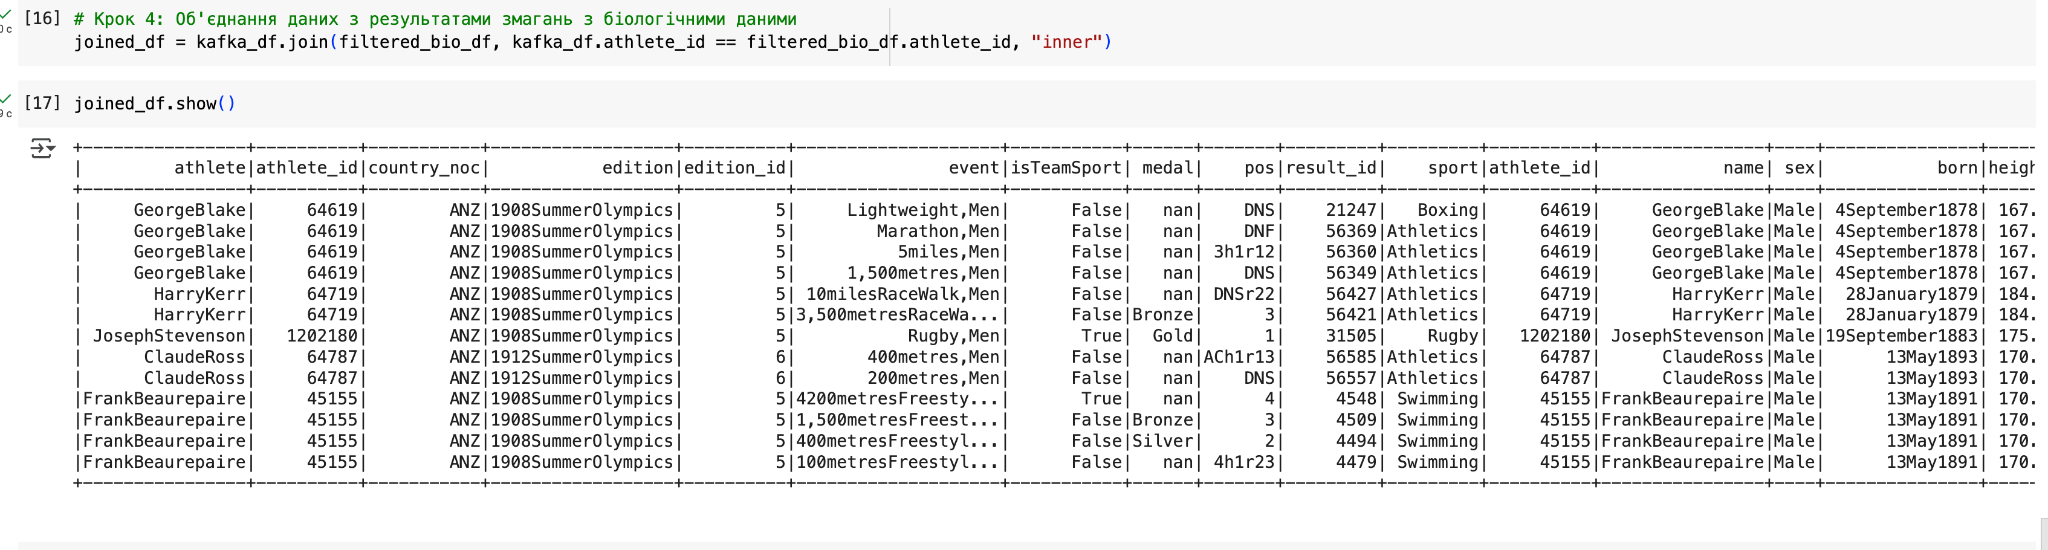 [16] # Крок 4: Об'єднання даних з результатами змагань з біологічними даними
joined_df = kafka_df.join(filtered_bio_df, kafka_df.athlete_id == filtered_bio_df.athlete_id, "inner")
[17] joined_df.show()
+----------------+----------+-----------+-------------------+----------+--------------------+-----------+------+-------+---------+---------+----------+----------------+----+---------------+-----
| athlete|athlete_id|country_noc| edition|edition_id| event|isTeamSport| medal| pos|result_id| sport|athlete_id| name| sex| born|heigh
+----------------+----------+-----------+-------------------+----------+--------------------+-----------+------+-------+---------+---------+----------+----------------+----+---------------+-----
| GeorgeBlake| 64619| ANZ|1908SummerOlympics| 5| Lightweight,Men| False| nan| DNS| 21247| Boxing| 64619| GeorgeBlake|Male| 4September1878| 167.
| GeorgeBlake| 64619| ANZ|1908SummerOlympics| 5| Marathon,Men| False| nan| DNF| 56369|Athletics| 64619| GeorgeBlake|Male| 4September1878| 167.
| GeorgeBlake| 64619| ANZ|1908SummerOlympics| 5| 5miles,Men| False| nan| 3h1r12| 56360|Athletics| 64619| GeorgeBlake|Male| 4September1878| 167.
| GeorgeBlake| 64619| ANZ|1908SummerOlympics| 5| 1,500metres,Men| False| nan| DNS| 56349|Athletics| 64619| GeorgeBlake|Male| 4September1878| 167.
| HarryKerr| 64719| ANZ|1908SummerOlympics| 5| 10milesRaceWalk,Men| False| nan| DNSr22| 56427|Athletics| 64719| HarryKerr|Male| 28January1879| 184.
| HarryKerr| 64719| ANZ|1908SummerOlympics| 5|3,500metresRaceWa...| False|Bronze| 3| 56421|Athletics| 64719| HarryKerr|Male| 28January1879| 184.
| JosephStevenson| 1202180| ANZ|1908SummerOlympics| 5| Rugby,Men| True| Gold| 1| 31505| Rugby| 1202180| JosephStevenson|Male|19September1883| 175.
| ClaudeRoss| 64787| ANZ|1912SummerOlympics| 6| 400metres,Men| False| nan|ACh1r13| 56585|Athletics| 64787| ClaudeRoss|Male| 13May1893| 170.
| ClaudeRoss| 64787| ANZ|1912SummerOlympics| 6| 200metres,Men| False| nan| DNS| 56557|Athletics| 64787| ClaudeRoss|Male| 13May1893| 170.
|FrankBeaurepaire| 45155| ANZ|1908SummerOlympics| 5|4200metresFreesty...| True| nan| 4| 4548| Swimming| 45155|FrankBeaurepaire|Male| 13May1891| 170.
|FrankBeaurepaire| 45155| ANZ|1908SummerOlympics| 5|1,500metresFreest...| False|Bronze| 3| 4509| Swimming| 45155|FrankBeaurepaire|Male| 13May1891| 170.
|FrankBeaurepaire| 45155| ANZ|1908SummerOlympics| 5|400metresFreestyl...| False|Silver| 2| 4494| Swimming| 45155|FrankBeaurepaire|Male| 13May1891| 170.
|FrankBeaurepaire| 45155| ANZ|1908SummerOlympics| 5|100metresFreestyl...| False| nan| 4h1r23| 4479| Swimming| 45155|FrankBeaurepaire|Male| 13May1891| 170.
+----------------+----------+-----------+-------------------+----------+--------------------+-----------+------+-------+---------+---------+----------+----------------+----+---------------+-----